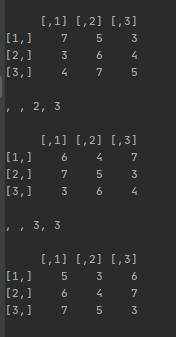 [,1] [,2] [,3]
[1,] 7 5 3
[2,] 3 6 4
[3,] 4 7 5
, , 2, 3
[,1] [,2] [,3]
[1,] 6 4 7
[2,] 7 5 3
[3,] 3 6 4
, , 3, 3
[,1] [,2] [,3]
[1,] 5 3 6
[2,] 6 4 7
[3,] 7 5 3